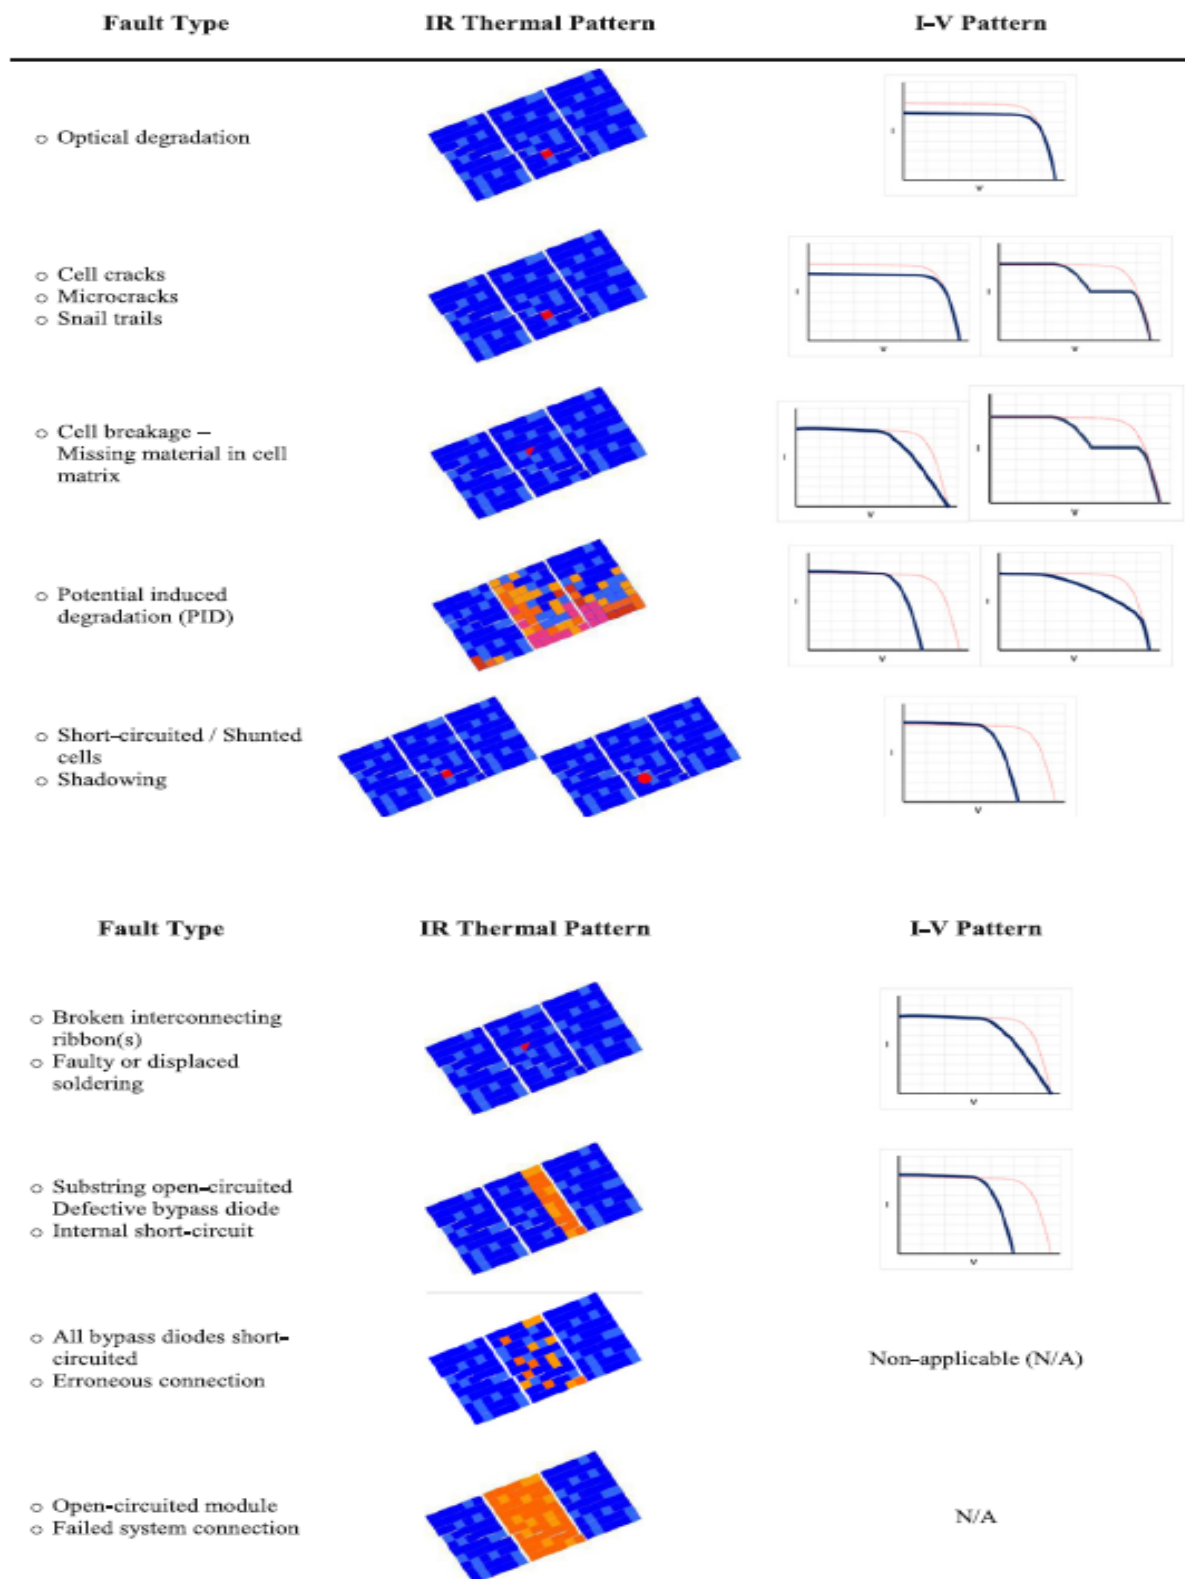 Fault Type IR Thermal Pattern I–V Pattern
o Optical degradation
I
V
o Cell cracks
o Microcracks
o Snail trails
I
V
I
V
o Cell breakage –
Missing material in cell
matrix
I
V
I
V
o Potential induced
degradation (PID)
I
V
I
V
o Short-circuited / Shunted
cells
o Shadowing
I
V
Fault Type IR Thermal Pattern I–V Pattern
o Broken interconnecting
ribbon(s)
o Faulty or displaced
soldering
I
V
o Substring open-circuited
Defective bypass diode
o Internal short-circuit
I
V
o All bypass diodes short-
circuited
o Erroneous connection
Non-applicable (N/A)
o Open-circuited module
o Failed system connection
N/A